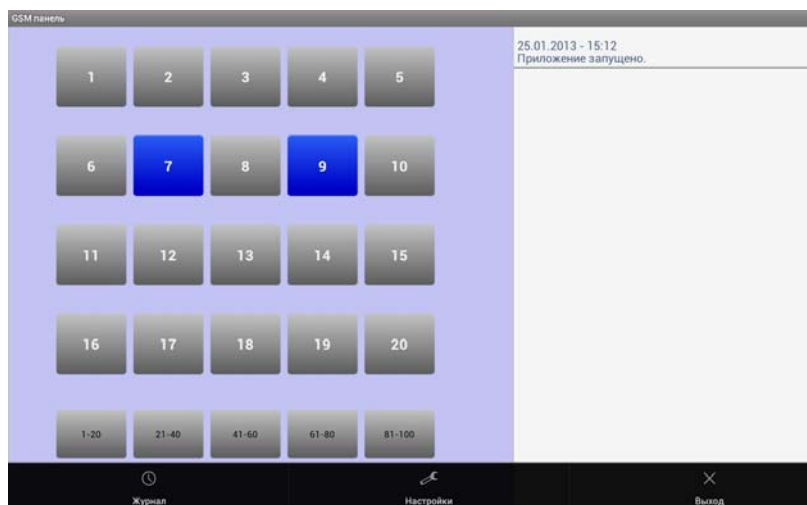 GSM панель
25.01.2013 - 15:12
Приложение запущено.
1 2 3 4 5
6 7 8 9 10
11 12 13 14 15
16 17 18 19 20
1-20 21-40 41-60 61-80 81-100
Журнал Настройки Выход